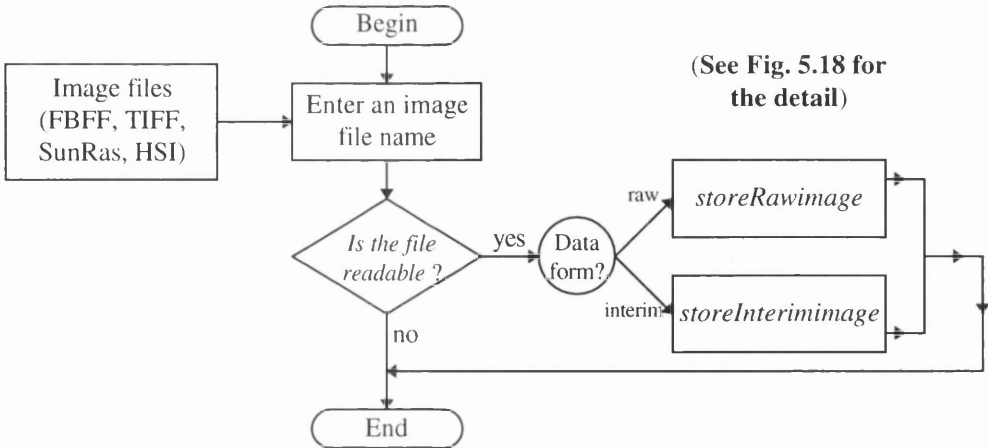 Begin
Image files
(FBFF, TIFF,
SunRas, HSI)
Enter an image
file name
(See Fig. 5.18 for
the detail)
Is the file
readable ?
yes
no
Data
form?
raw
storeRawimage
interim
storeInterimimage
End